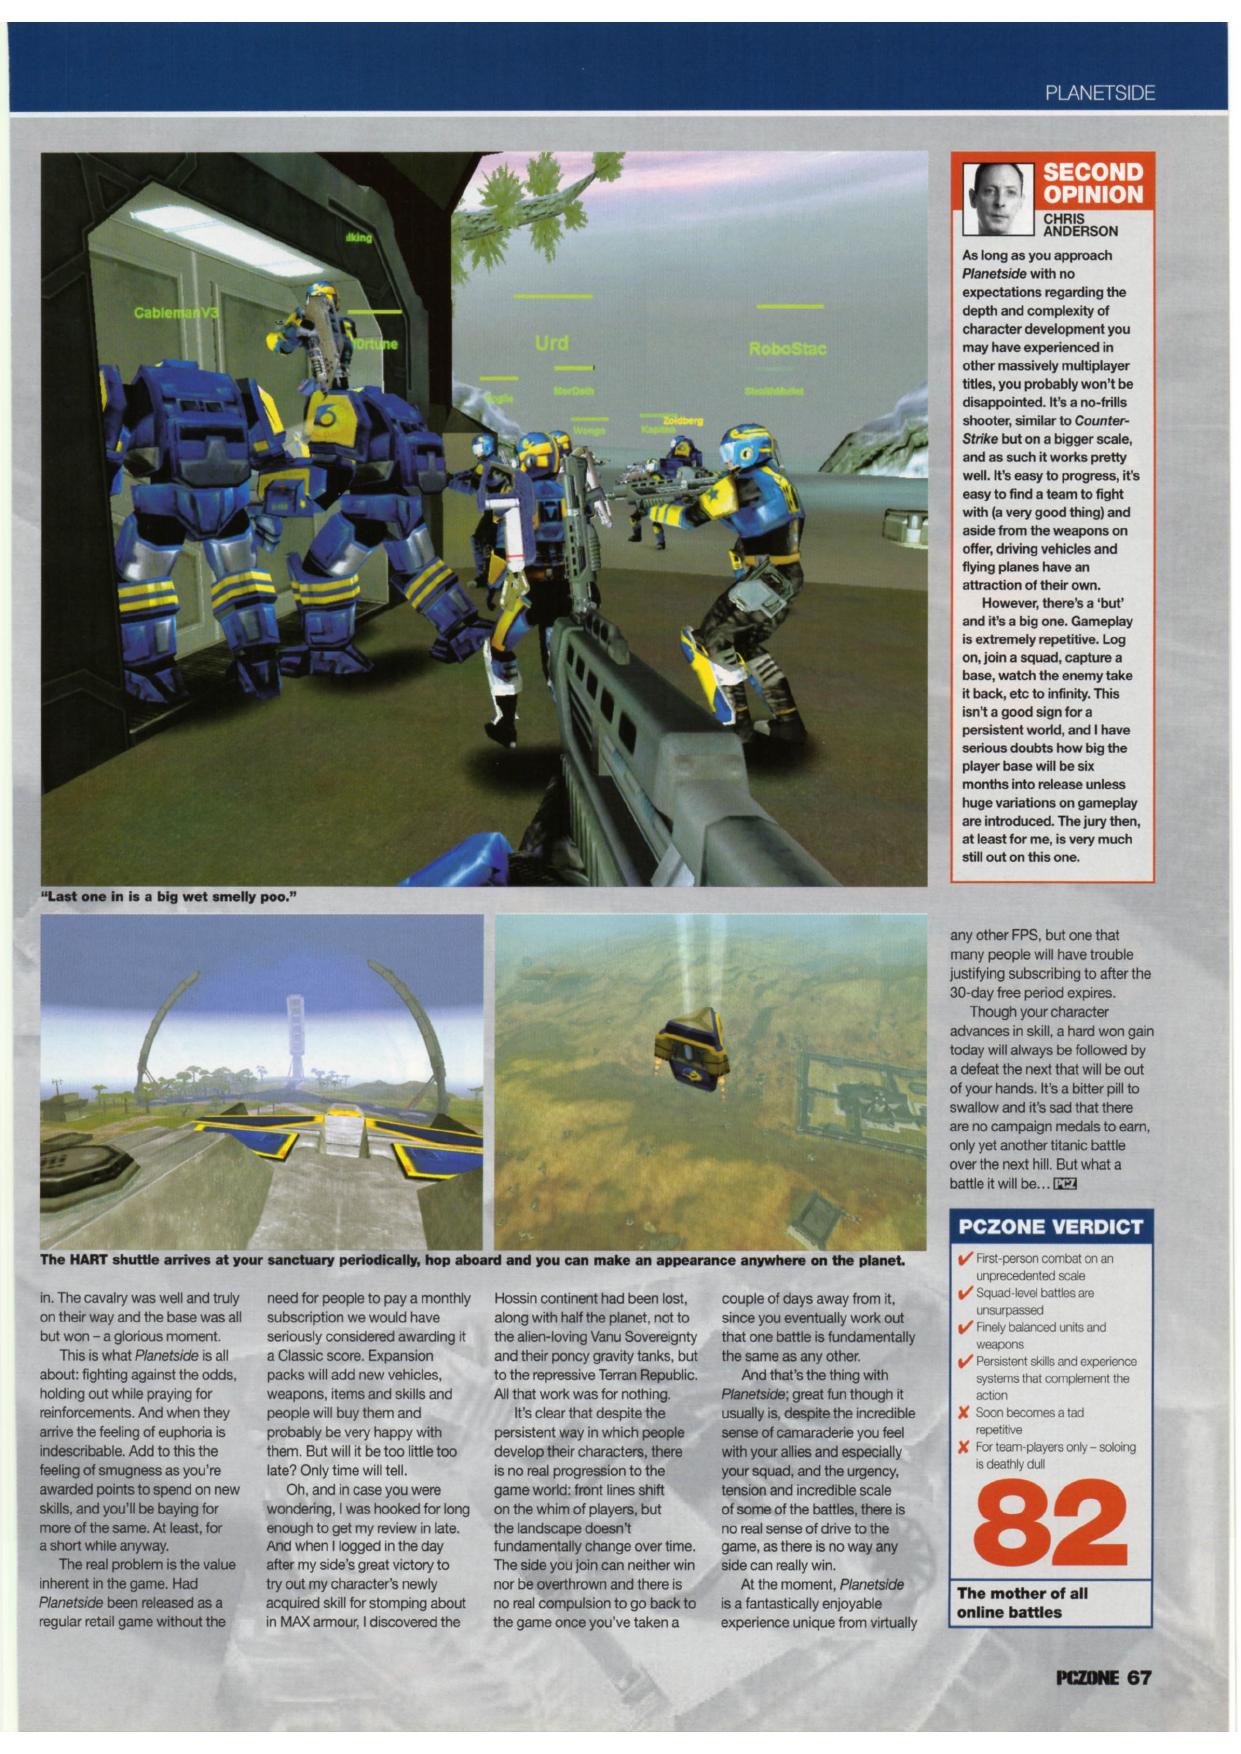 PLANETSIDE
CablemanV3
Urd
RoboStac
Zoidberg
"Last one in is a big wet smelly poo."
The HART shuttle arrives at your sanctuary periodically, hop aboard and you can make an appearance anywhere on the planet.
in. The cavalry was well and truly
on their way and the base was all
but won – a glorious moment.
This is what Planetside is all
about: fighting against the odds,
holding out while praying for
reinforcements. And when they
arrive the feeling of euphoria is
indescribable. Add to this the
feeling of smugness as you're
awarded points to spend on new
skills, and you'll be baying for
more of the same. At least, for
a short while anyway.
The real problem is the value
inherent in the game. Had
Planetside been released as a
regular retail game without the
need for people to pay a monthly
subscription we would have
seriously considered awarding it
a Classic score. Expansion
packs will add new vehicles,
weapons, items and skills and
people will buy them and
probably be very happy with
them. But will it be too little too
late? Only time will tell.
Oh, and in case you were
wondering, I was hooked for long
enough to get my review in late.
And when I logged in the day
after my side's great victory to
try out my character's newly
acquired skill for stomping about
in MAX armour, I discovered the
Hossin continent had been lost,
along with half the planet, not to
the alien-loving Vanu Sovereignty
and their poncy gravity tanks, but
to the repressive Terran Republic.
All that work was for nothing.
It's clear that despite the
persistent way in which people
develop their characters, there
is no real progression to the
game world: front lines shift
on the whim of players, but
the landscape doesn't
fundamentally change over time.
The side you join can neither win
nor be overthrown and there is
no real compulsion to go back to
the game once you've taken a
couple of days away from it,
since you eventually work out
that one battle is fundamentally
the same as any other.
And that's the thing with
Planetside; great fun though it
usually is, despite the incredible
sense of camaraderie you feel
with your allies and especially
your squad, and the urgency,
tension and incredible scale
of some of the battles, there is
no real sense of drive to the
game, as there is no way any
side can really win.
At the moment, Planetside
is a fantastically enjoyable
experience unique from virtually
any other FPS, but one that
many people will have trouble
justifying subscribing to after the
30-day free period expires.
Though your character
advances in skill, a hard won gain
today will always be followed by
a defeat the next that will be out
of your hands. It's a bitter pill to
swallow and it's sad that there
are no campaign medals to earn,
only yet another titanic battle
over the next hill. But what a
battle it will be... PCZ
SECOND
OPINION
CHRIS
ANDERSON
As long as you approach
Planetside with no
expectations regarding the
depth and complexity of
character development you
may have experienced in
other massively multiplayer
titles, you probably won't be
disappointed. It's a no-frills
shooter, similar to Counter-
Strike but on a bigger scale,
and as such it works pretty
well. It's easy to progress, it's
easy to find a team to fight
with (a very good thing) and
aside from the weapons on
offer, driving vehicles and
flying planes have an
attraction of their own.
However, there's a 'but'
and it's a big one. Gameplay
is extremely repetitive. Log
on, join a squad, capture a
base, watch the enemy take
it back, etc to infinity. This
isn't a good sign for a
persistent world, and I have
serious doubts how big the
player base will be six
months into release unless
huge variations on gameplay
are introduced. The jury then,
at least for me, is very much
still out on this one.
PCZONE VERDICT
✓ First-person combat on an
unprecedented scale
✓ Squad-level battles are
unsurpassed
✓ Finely balanced units and
weapons
✓ Persistent skills and experience
systems that complement the
action
✗ Soon becomes a tad
repetitive
✗ For team-players only – soloing
is deathly dull
82
The mother of all
online battles
PCZONE 67